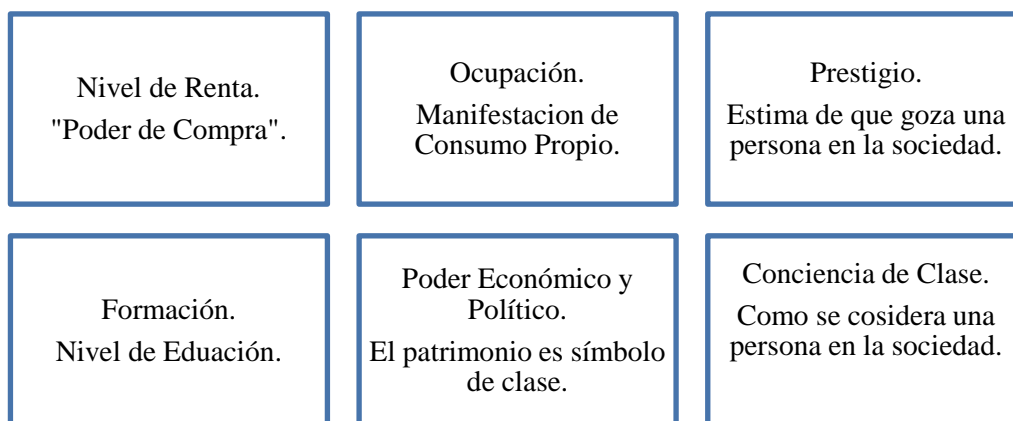 Nivel de Renta.
"Poder de Compra".
Ocupación.
Manifestacion de
Consumo Propio.
Prestigio.
Estima de que goza una
persona en la sociedad.
Formación.
Nivel de Eduación.
Poder Económico y
Político.
El patrimonio es símbolo
de clase.
Conciencia de Clase.
Como se cosidera una
persona en la sociedad.